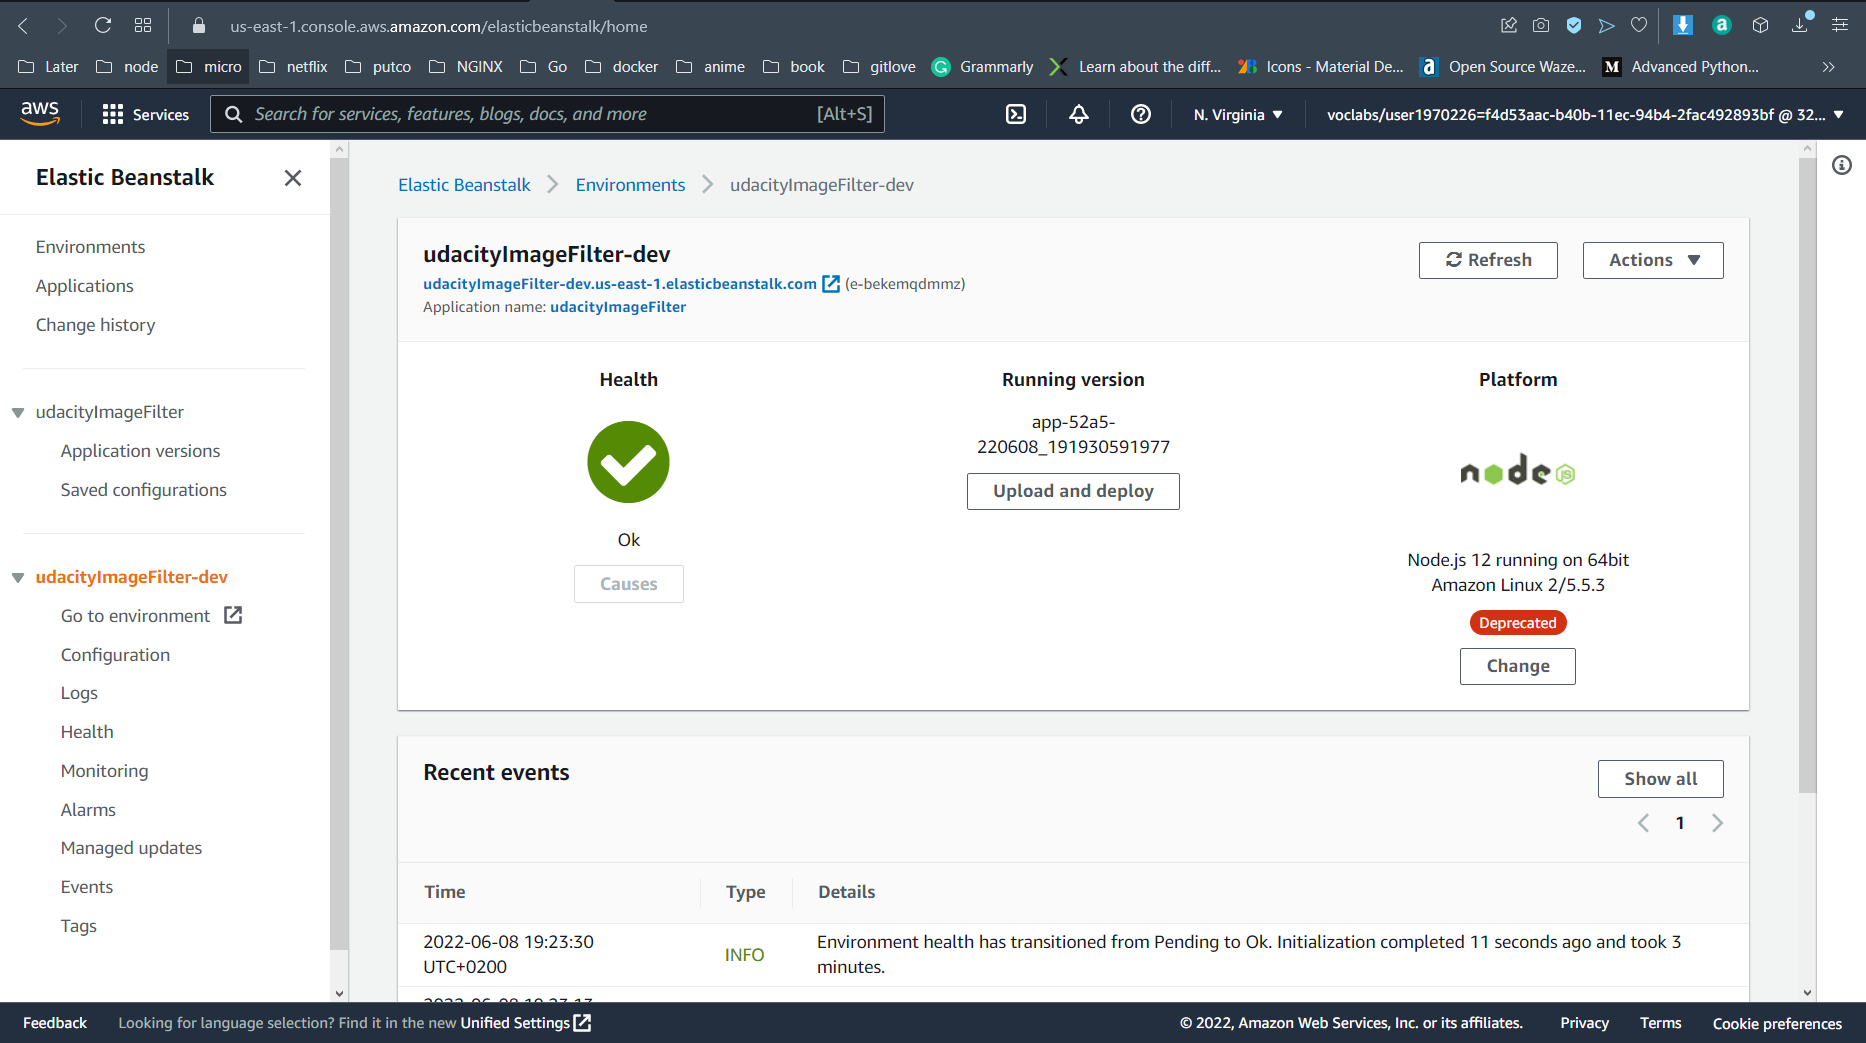 us-east-1.console.aws.amazon.com/elasticbeanstalk/home
Later node micro netflix putco NGINX Go docker anime book gitlove Grammarly Learn about the diff... Icons - Material De... Open Source Waze... Advanced Python...
aws Services Search for services, features, blogs, docs, and more [Alt+S] N. Virginia voclabs/user1970226=f4d53aac-b40b-11ec-94b4-2fac492893bf @ 32...
Elastic Beanstalk
Environments
Applications
Change history
udacityImageFilter
Application versions
Saved configurations
udacityImageFilter-dev
Go to environment
Configuration
Logs
Health
Monitoring
Alarms
Managed updates
Events
Tags
Elastic Beanstalk Environments udacityImageFilter-dev
udacityImageFilter-dev
udacityImageFilter-dev.us-east-1.elasticbeanstalk.com (e-bekemqdmmz)
Application name: udacityImageFilter
Refresh Actions
Health
Ok
Causes
Running version
app-52a5-
220608_191930591977
Upload and deploy
Platform
node JS
Node.js 12 running on 64bit
Amazon Linux 2/5.5.3
Deprecated
Change
Recent events
Show all
1
Time Type Details
2022-06-08 19:23:30
UTC+0200
INFO
Environment health has transitioned from Pending to Ok. Initialization completed 11 seconds ago and took 3
minutes.
2022-06-08 19:23:13
Feedback Looking for language selection? Find it in the new Unified Settings © 2022, Amazon Web Services, Inc. or its affiliates. Privacy Terms Cookie preferences